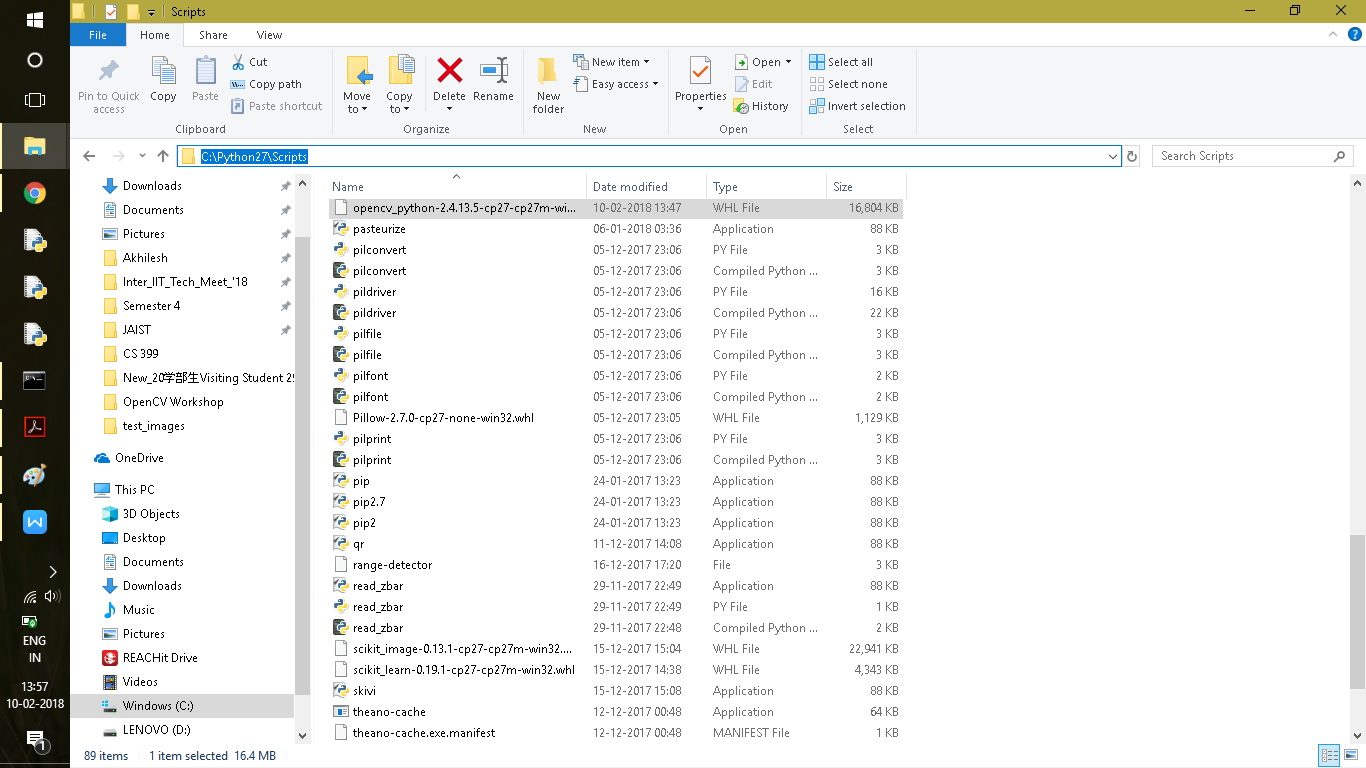 Scripts
File Home Share View
Pin to Quick access
Copy
Paste
Cut
Copy path
Paste shortcut
Clipboard
Move to
Copy to
Delete
Rename
Organize
New folder
New item
Easy access
New
Properties
Open
Edit
History
Open
Select all
Select none
Invert selection
Select
C:\Python27\Scripts
Search Scripts
Downloads
Documents
Pictures
Akhilesh
Inter_IIT_Tech_Meet_'18
Semester 4
JAIST
CS 399
New_20学部生Visiting Student 2
OpenCV Workshop
test_images
OneDrive
This PC
3D Objects
Desktop
Documents
Downloads
Music
Pictures
REACHit Drive
Videos
Windows (C:)
LENOVO (D:)
Name Date modified Type Size
opencv_python-2.4.13.5-cp27-cp27m-wi... 10-02-2018 13:47 WHL File 16,804 KB
pasteurize 06-01-2018 03:36 Application 88 KB
pilconvert 05-12-2017 23:06 PY File 3 KB
pilconvert 05-12-2017 23:06 Compiled Python ... 3 KB
pildriver 05-12-2017 23:06 PY File 16 KB
pildriver 05-12-2017 23:06 Compiled Python ... 22 KB
pilfile 05-12-2017 23:06 PY File 3 KB
pilfile 05-12-2017 23:06 Compiled Python ... 3 KB
pilfont 05-12-2017 23:06 PY File 2 KB
pilfont 05-12-2017 23:06 Compiled Python ... 2 KB
Pillow-2.7.0-cp27-none-win32.whl 05-12-2017 23:05 WHL File 1,129 KB
pilprint 05-12-2017 23:06 PY File 3 KB
pilprint 05-12-2017 23:06 Compiled Python ... 3 KB
pip 24-01-2017 13:23 Application 88 KB
pip2.7 24-01-2017 13:23 Application 88 KB
pip2 24-01-2017 13:23 Application 88 KB
qr 11-12-2017 14:08 Application 88 KB
range-detector 16-12-2017 17:20 File 3 KB
read_zbar 29-11-2017 22:49 Application 88 KB
read_zbar 29-11-2017 22:49 PY File 1 KB
read_zbar 29-11-2017 22:48 Compiled Python ... 2 KB
scikit_image-0.13.1-cp27-cp27m-win32.... 15-12-2017 15:04 WHL File 22,941 KB
scikit_learn-0.19.1-cp27-cp27m-win32.whl 15-12-2017 14:38 WHL File 4,343 KB
skivi 15-12-2017 15:08 Application 88 KB
theano-cache 12-12-2017 00:48 Application 64 KB
theano-cache.exe.manifest 12-12-2017 00:48 MANIFEST File 1 KB
89 items 1 item selected 16.4 MB
ENG
IN
13:57
10-02-2018
1